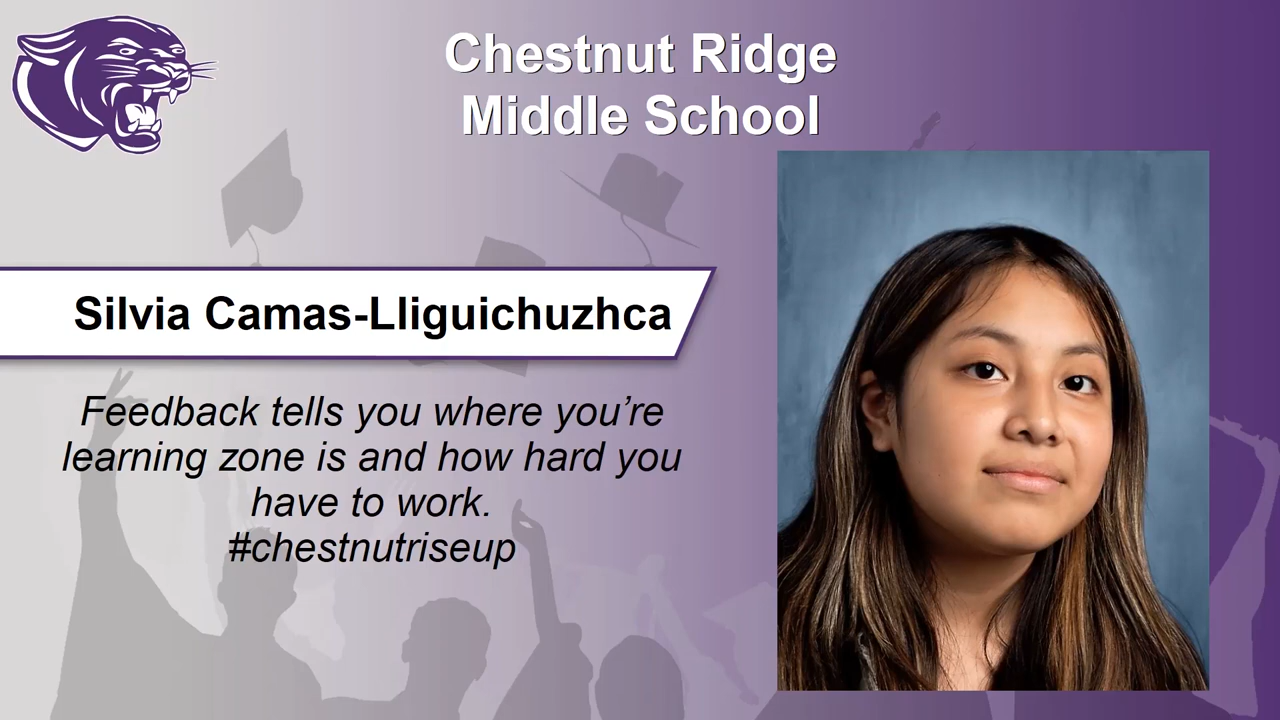 Chestnut Ridge
Middle School
Silvia Camas-Lliguichuzhca
Feedback tells you where you’re
learning zone is and how hard you
have to work.
#chestnutriseup